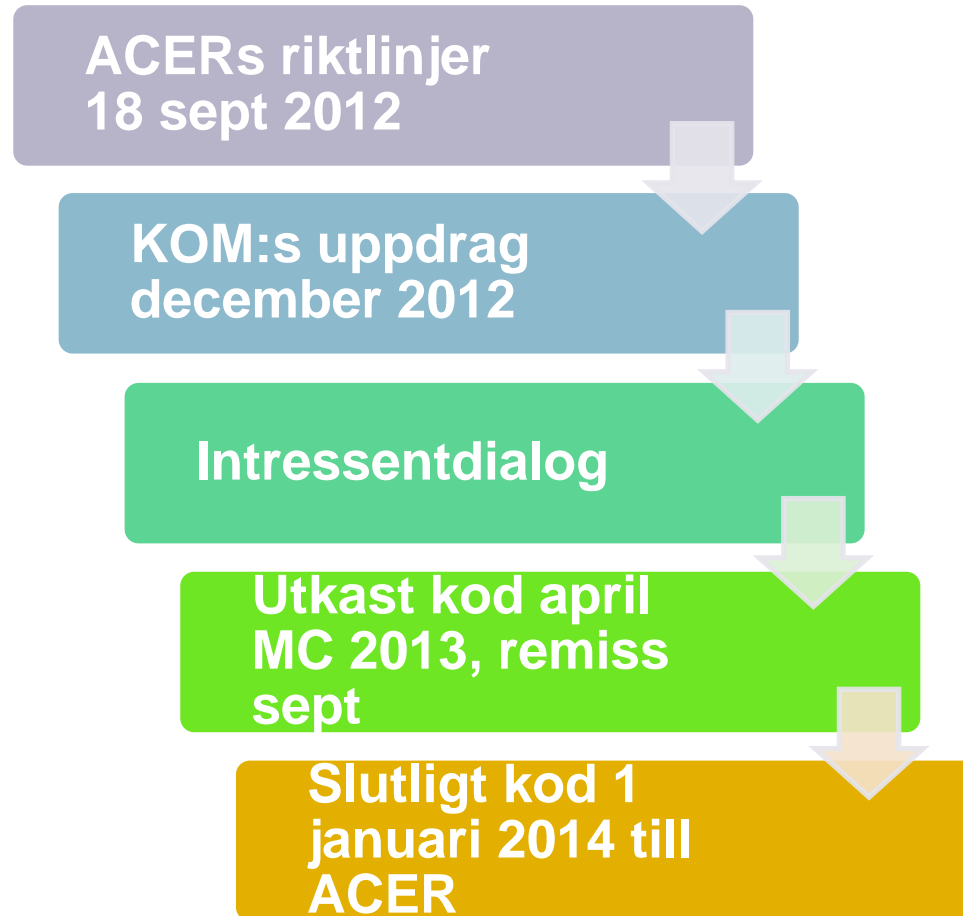 ACERs riktlinjer
18 sept 2012
KOM:s uppdrag
december 2012
Intressentdialog
Utkast kod april
MC 2013, remiss
sept
Slutligt kod 1
januari 2014 till
ACER